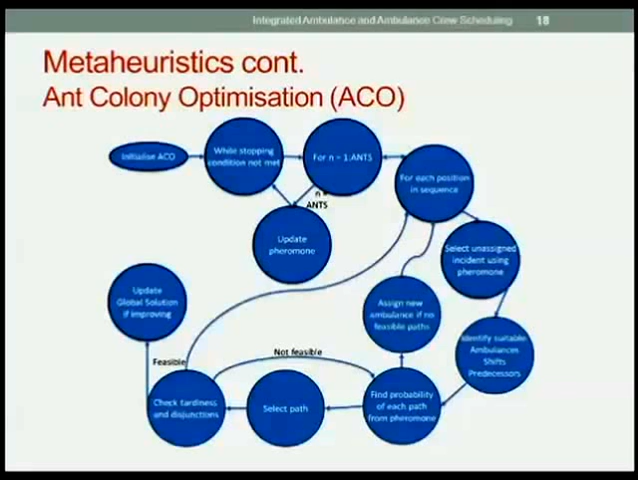 Integrated Ambulance and Ambulance Crew Scheduling 18
Metaheuristics cont.
Ant Colony Optimisation (ACO)
Initialise ACO
While stopping
condition not met
For n = 1:ANTS
For each position
in sequence
n =
ANTS
Update
pheromone
Select unassigned
incident using
pheromone
Update
Global Solution
if improving
Assign new
ambulance if no
feasible paths
Identify suitable
Ambulances
Shifts
Predecessors
Feasible
Not feasible
Check tardiness
and disjunctions
Select path
Find probability
of each path
from pheromone